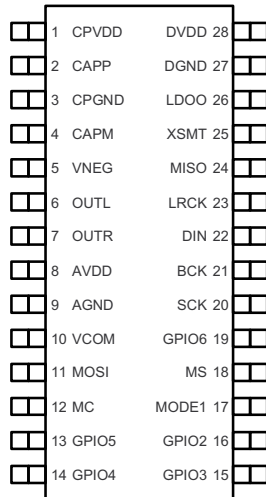 1 CPVDD DVDD 28
2 CAPP DGND 27
3 CPGND LDOO 26
4 CAPM XSMT 25
5 VNEG MISO 24
6 OUTL LRCK 23
7 OUTR DIN 22
8 AVDD BCK 21
9 AGND SCK 20
10 VCOM GPIO6 19
11 MOSI MS 18
12 MC MODE1 17
13 GPIO5 GPIO2 16
14 GPIO4 GPIO3 15